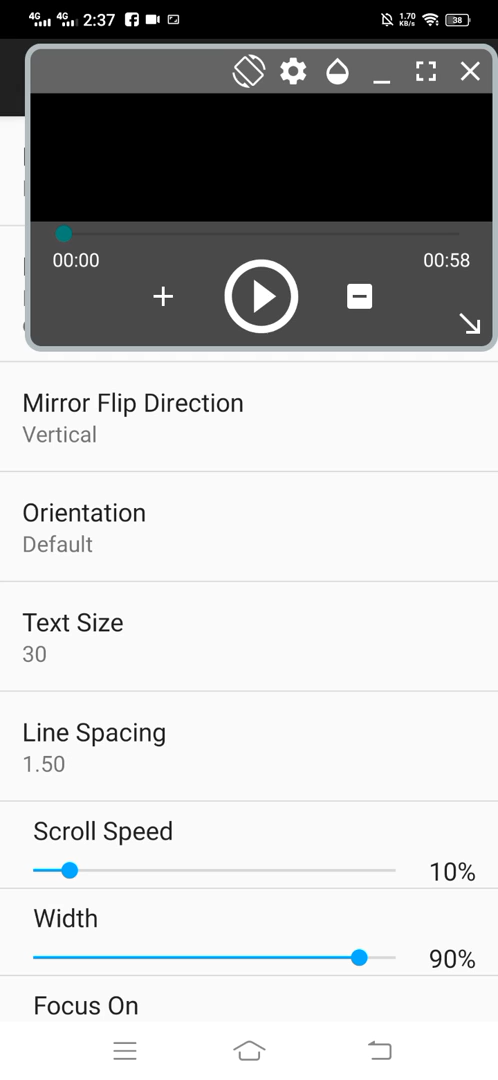 4G 4G 2:37 1.70 KB/s 38
00:00 00:58
Mirror Flip Direction
Vertical
Orientation
Default
Text Size
30
Line Spacing
1.50
Scroll Speed
10%
Width
90%
Focus On